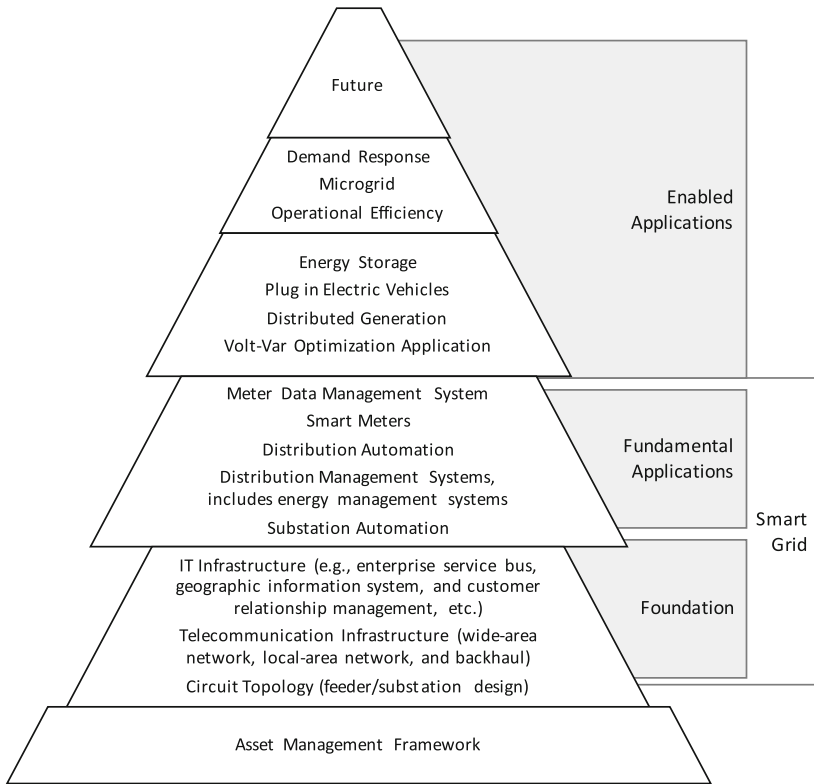 Future
Demand Response
Microgrid
Operational Efficiency
Enabled
Applications
Energy Storage
Plug in Electric Vehicles
Distributed Generation
Volt-Var Optimization Application
Meter Data Management System
Smart Meters
Distribution Automation
Distribution Management Systems,
includes energy management systems
Substation Automation
Fundamental
Applications
Smart
Grid
IT Infrastructure (e.g., enterprise service bus,
geographic information system, and customer
relationship management, etc.)
Telecommunication Infrastructure (wide-area
network, local-area network, and backhaul)
Circuit Topology (feeder/substation design)
Foundation
Asset Management Framework